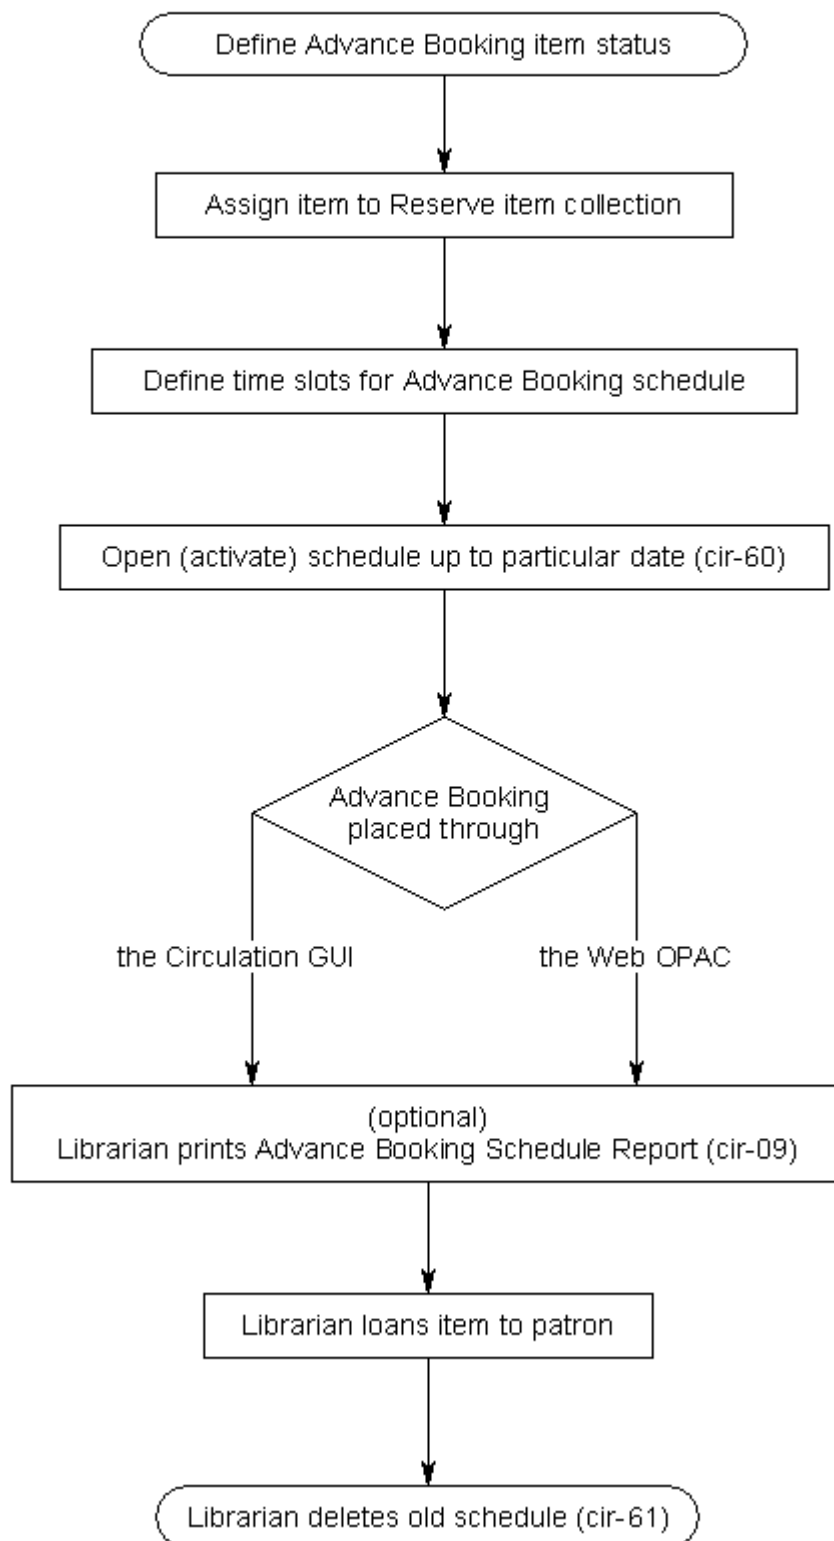 Define Advance Booking item status
Assign item to Reserve item collection
Define time slots for Advance Booking schedule
Open (activate) schedule up to particular date (cir-60)
Advance Booking
placed through
the Circulation GUI
the Web OPAC
(optional)
Librarian prints Advance Booking Schedule Report (cir-09)
Librarian loans item to patron
Librarian deletes old schedule (cir-61)